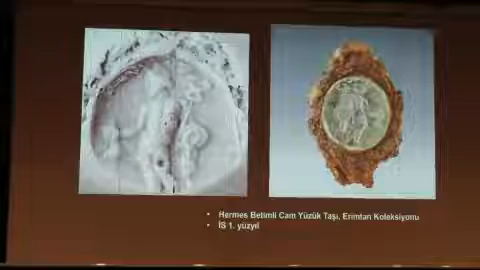 • Hermes Betimli Cam Yüzük Taşı, Erimtan Koleksiyonu
• İS 1. yüzyıl